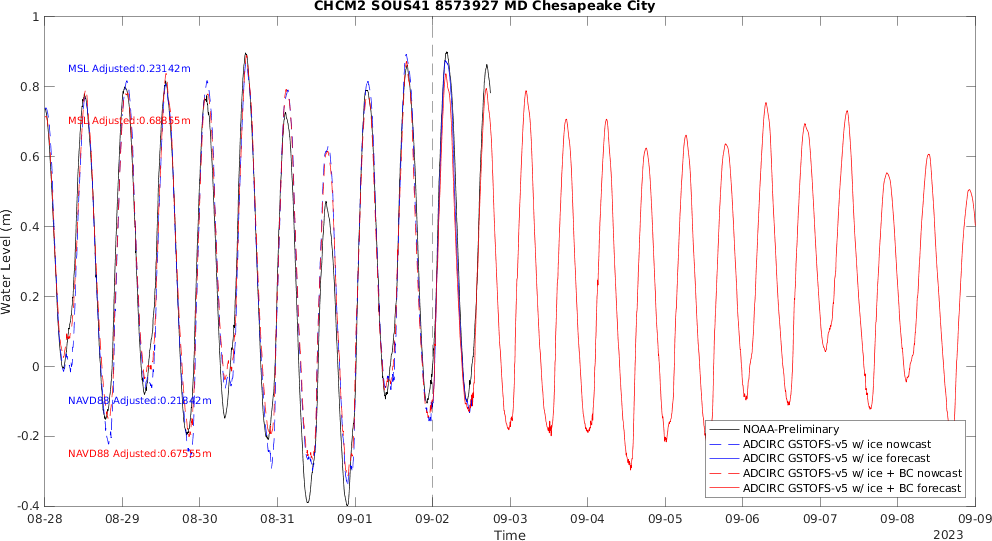 CHCM2 SOUS41 8573927 MD Chesapeake City
Water Level (m)
1
0.8
0.6
0.4
0.2
0
-0.2
-0.4
MSL Adjusted:0.23142m
MSL Adjusted:0.68855m
NAVD88 Adjusted:0.21842m
NAVD88 Adjusted:0.67555m
NOAA-Preliminary
ADCIRC GSTOFS-v5 w/ ice nowcast
ADCIRC GSTOFS-v5 w/ ice forecast
ADCIRC GSTOFS-v5 w/ ice + BC nowcast
ADCIRC GSTOFS-v5 w/ ice + BC forecast
08-28 08-29 08-30 08-31 09-01 09-02 09-03 09-04 09-05 09-06 09-07 09-08 09-09
Time
2023